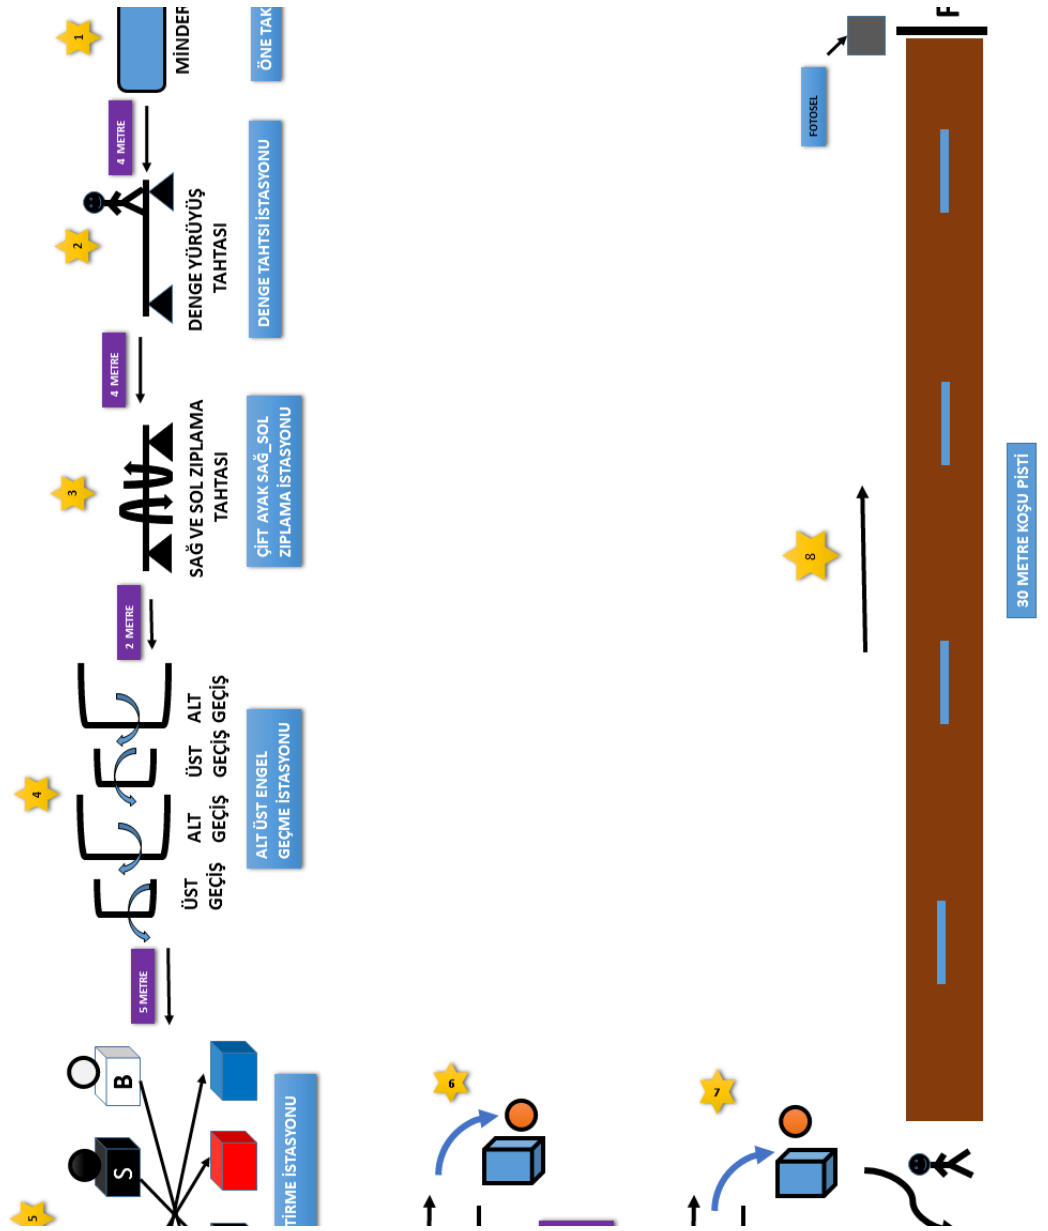 1
MİNDER
ÖNE TAK
4 METRE
2
DENGE YÜRÜYÜŞ
TAHTASI
DENGE TAHTSI İSTASYONU
4 METRE
3
SAĞ VE SOL ZIPLAMA
TAHTASI
ÇİFT AYAK SAĞ_SOL
ZIPLAMA İSTASYONU
2 METRE
4
ALT
GEÇİŞ
ÜST
GEÇİŞ
ALT
GEÇİŞ
ÜST
GEÇİŞ
ALT ÜST ENGEL
GEÇME İSTASYONU
5 METRE
B
S
5
TİRME İSTASYONU
6
7
8
FOTOSEL
F
30 METRE KOŞU PİSTİ